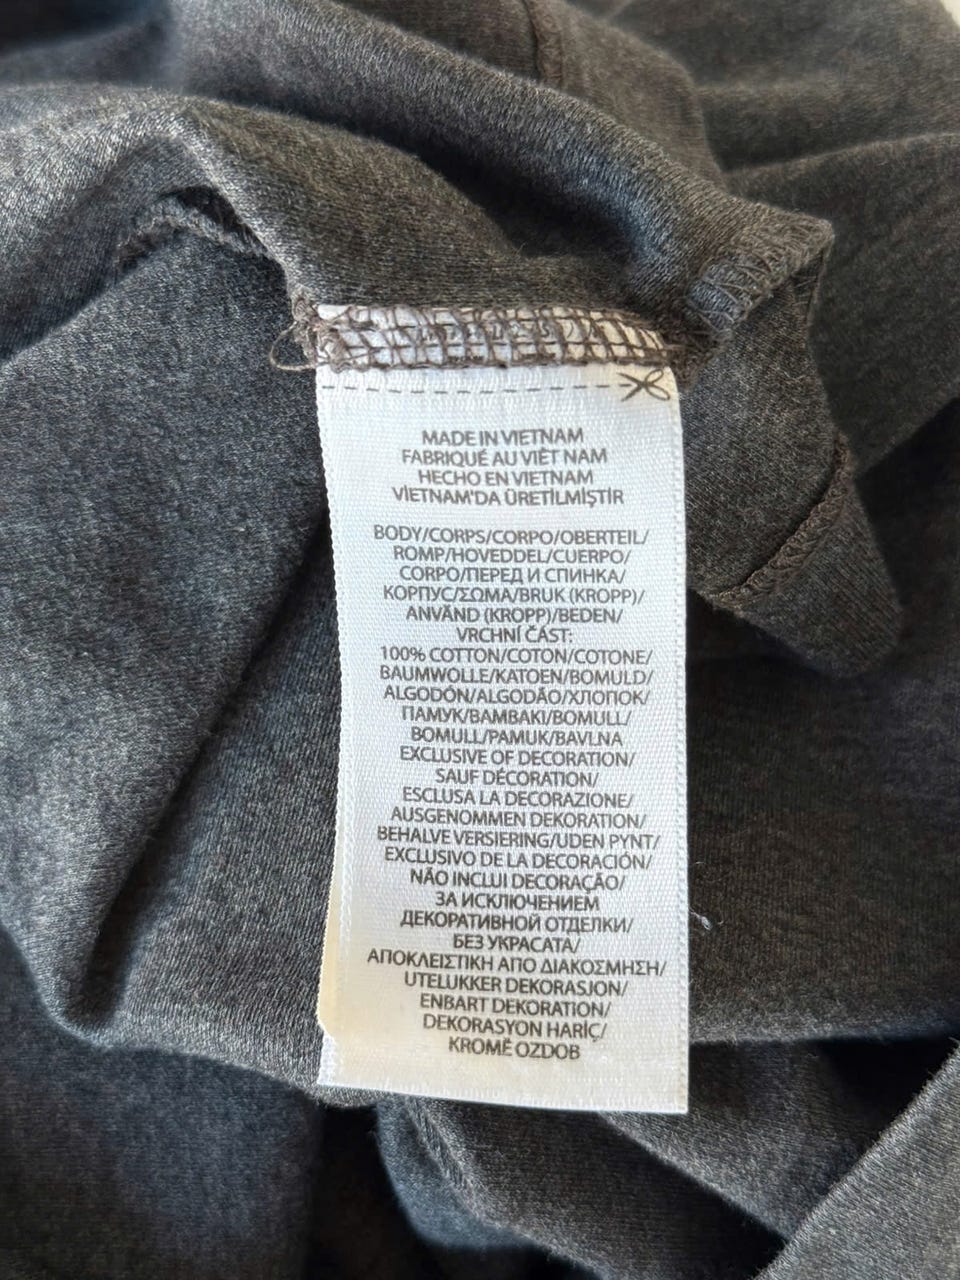 MADE IN VIETNAM
FABRIQUÉ AU VIÊT NAM
HECHO EN VIETNAM
VİETNAM'DA ÜRETİLMİŞTİR
BODY/CORPS/CORPO/OBERTEIL/
ROMP/HOVEDDEL/CUERPO/
CORPO/ПЕРЕД И СПИНКА/
КОРПУС/ΣΩΜΑ/BRUK (KROPP)/
ANVÄND (KROPP)/BEDEN/
VRCHNÍ ČÁST:
100% COTTON/COTON/COTONE/
BAUMWOLLE/KATOEN/BOMULD/
ALGODÓN/ALGODÃO/ХЛОПОК/
ПАМУК/ΒΑΜΒΑΚΙ/BOMULL/
BOMULL/PAMUK/BAVLNA
EXCLUSIVE OF DECORATION/
SAUF DÉCORATION/
ESCLUSA LA DECORAZIONE/
AUSGENOMMEN DEKORATION/
BEHALVE VERSIERING/UDEN PYNT/
EXCLUSIVO DE LA DECORACIÓN/
NÃO INCLUI DECORAÇÃO/
ЗА ИСКЛЮЧЕНИЕМ
ДЕКОРАТИВНОЙ ОТДЕЛКИ/
БЕЗ УКРАСАТА/
ΑΠΟΚΛΕΙΣΤΙΚΗ ΑΠΟ ΔΙΑΚΟΣΜΗΣΗ/
UTELUKKER DEKORASJON/
ENBART DEKORATION/
DEKORASYON HARİÇ/
KROMĚ OZDOB